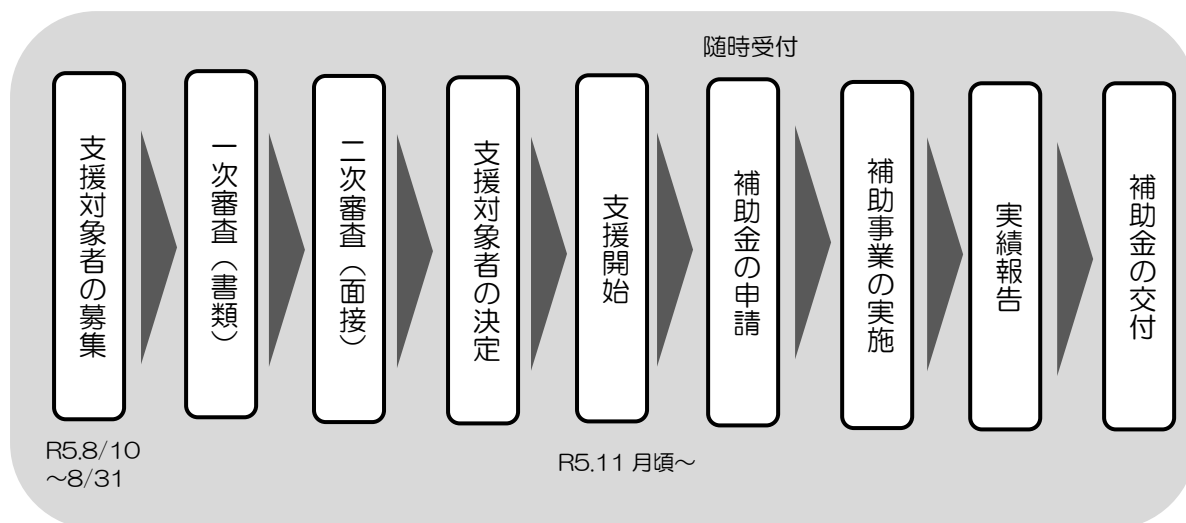 随時受付
支援対象者の募集
一次審査（書類）
二次審査（面接）
支援対象者の決定
支援開始
補助金の申請
補助事業の実施
実績報告
補助金の交付
R5.8/10
～8/31
R5.11 月頃～